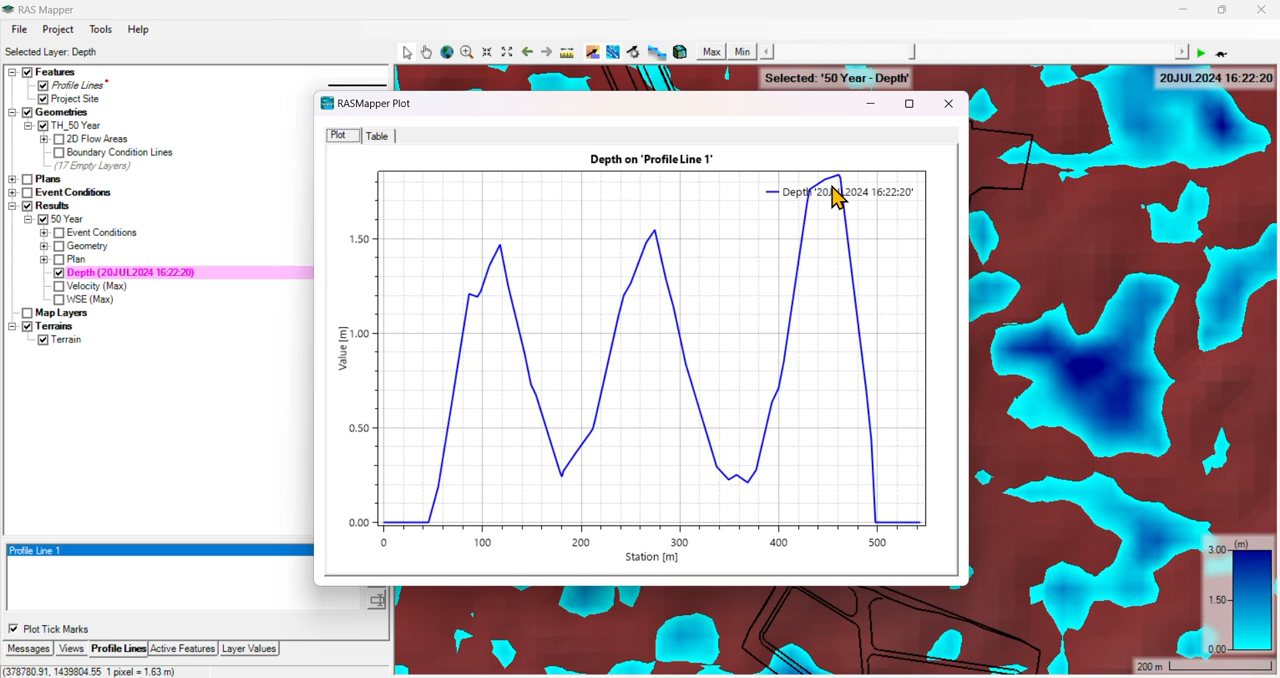 RAS Mapper
File Project Tools Help
Selected Layer: Depth
Max Min
Features
Profile Lines*
Project Site
Geometries
TH_50 Year
2D Flow Areas
Boundary Condition Lines
(17 Empty Layers)
Plans
Event Conditions
Results
50 Year
Event Conditions
Geometry
Plan
Depth (20JUL2024 16:22:20)
Velocity (Max)
WSE (Max)
Map Layers
Terrains
Terrain
Profile Line 1
Plot Tick Marks
Messages Views Profile Lines Active Features Layer Values
(378780.91, 1439804.55 1 pixel = 1.63 m)
Selected: '50 Year - Depth'
20JUL2024 16:22:20
RASMapper Plot
Plot Table
Depth on 'Profile Line 1'
1.50
1.00
0.50
0.00
Value [m]
0 100 200 300 400 500
Station [m]
(m)
3.00
1.50
0.00
200 m